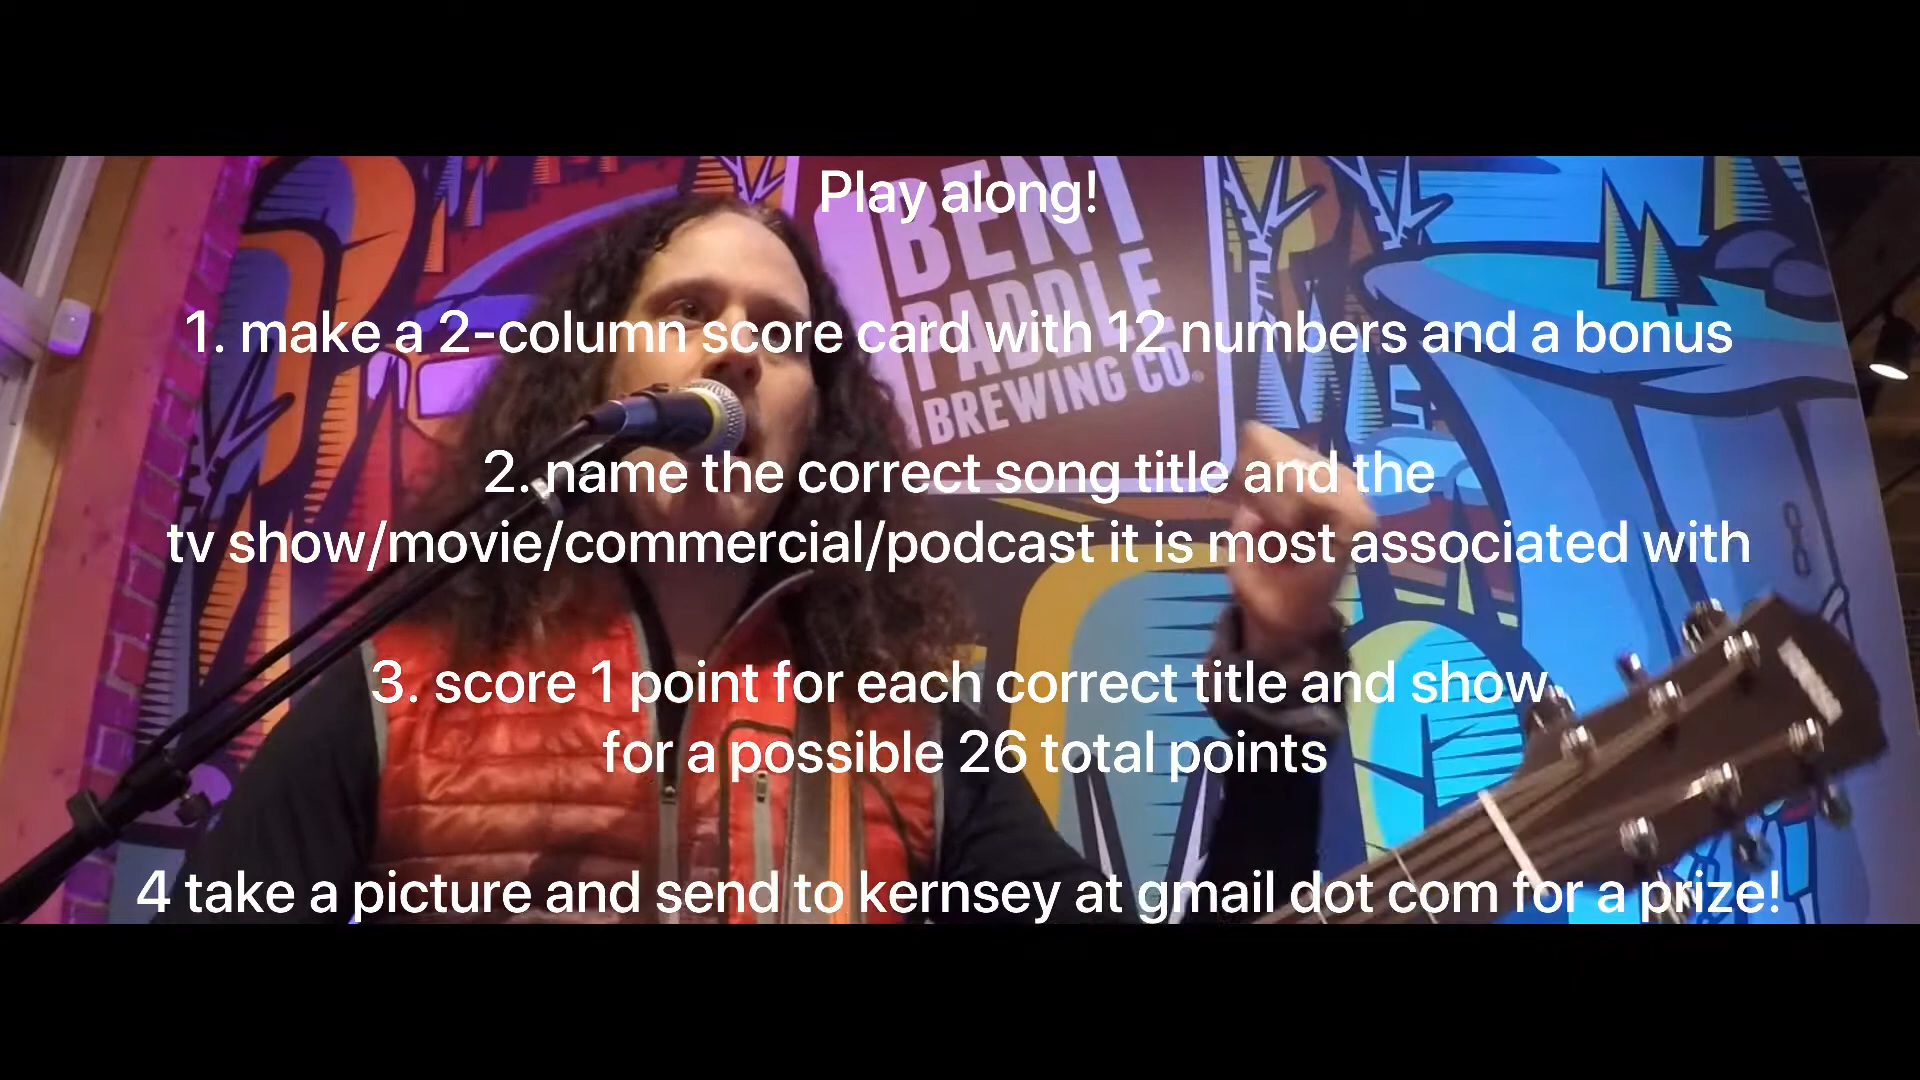 Play along!
BENT
PADDLE
BREWING CO.®
1. make a 2-column score card with 12 numbers and a bonus
2. name the correct song title and the
tv show/movie/commercial/podcast it is most associated with
3. score 1 point for each correct title and show
for a possible 26 total points
4 take a picture and send to kernsey at gmail dot com for a prize!